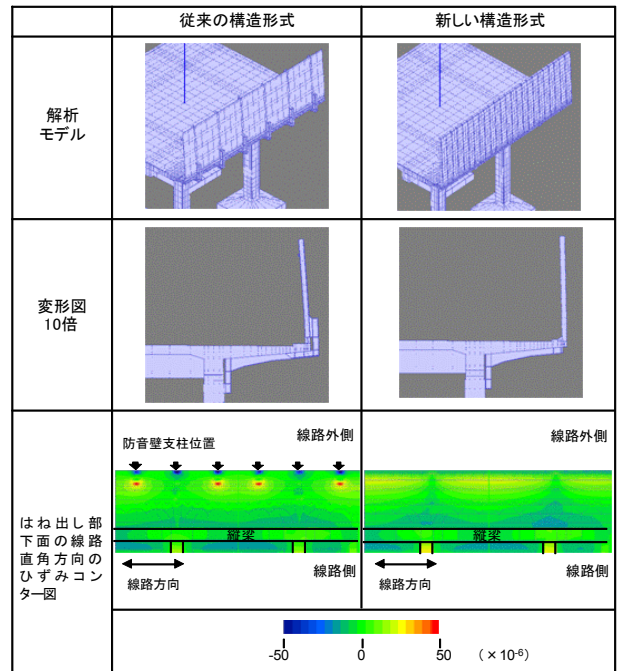 従来の構造形式
新しい構造形式
解析
モデル
変形図
10倍
はね出し部
下面の線路
直角方向の
ひずみコン
ター図
防音壁支柱位置
線路外側
縦梁
線路方向
線路側
線路外側
縦梁
線路方向
線路側
-50
0
50
(×10-6)